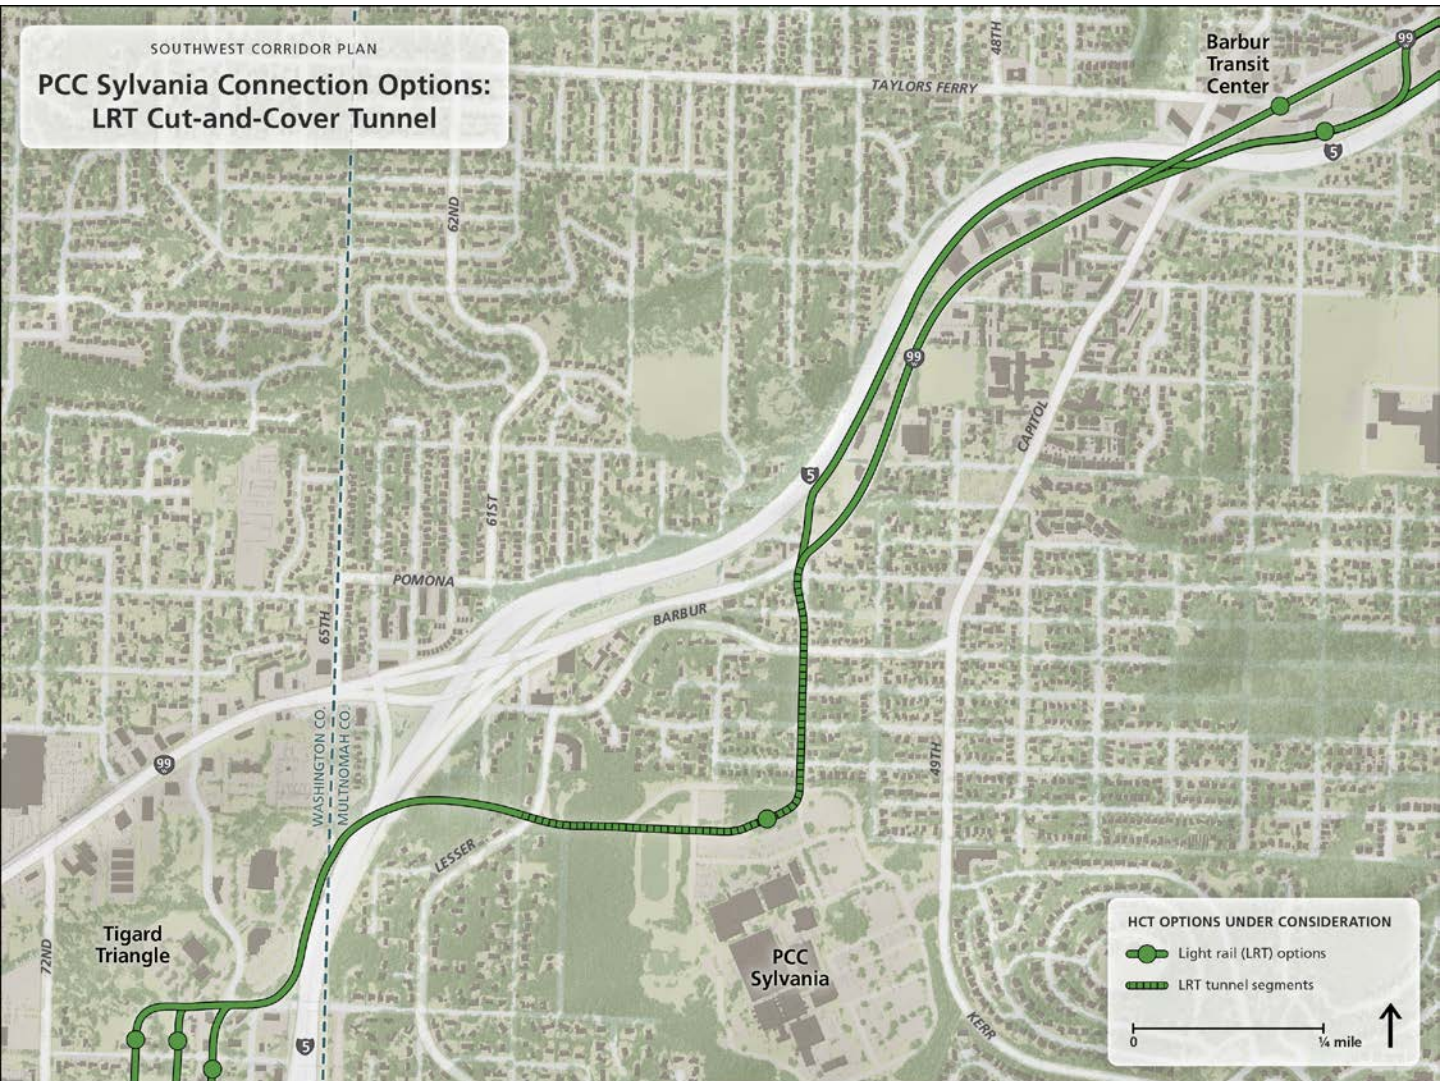 SOUTHWEST CORRIDOR PLAN
PCC Sylvania Connection Options:
LRT Cut-and-Cover Tunnel
48TH
99
Barbur
Transit
Center
TAYLORS FERRY
5
62ND
99
CAPITOL
5
61ST
POMONA
BARBUR
65TH
WASHINGTON CO.
MULTNOMAH CO.
99
49TH
LESSER
Tigard
Triangle
72ND
PCC
Sylvania
KERR
5
HCT OPTIONS UNDER CONSIDERATION
Light rail (LRT) options
LRT tunnel segments
0
¼ mile